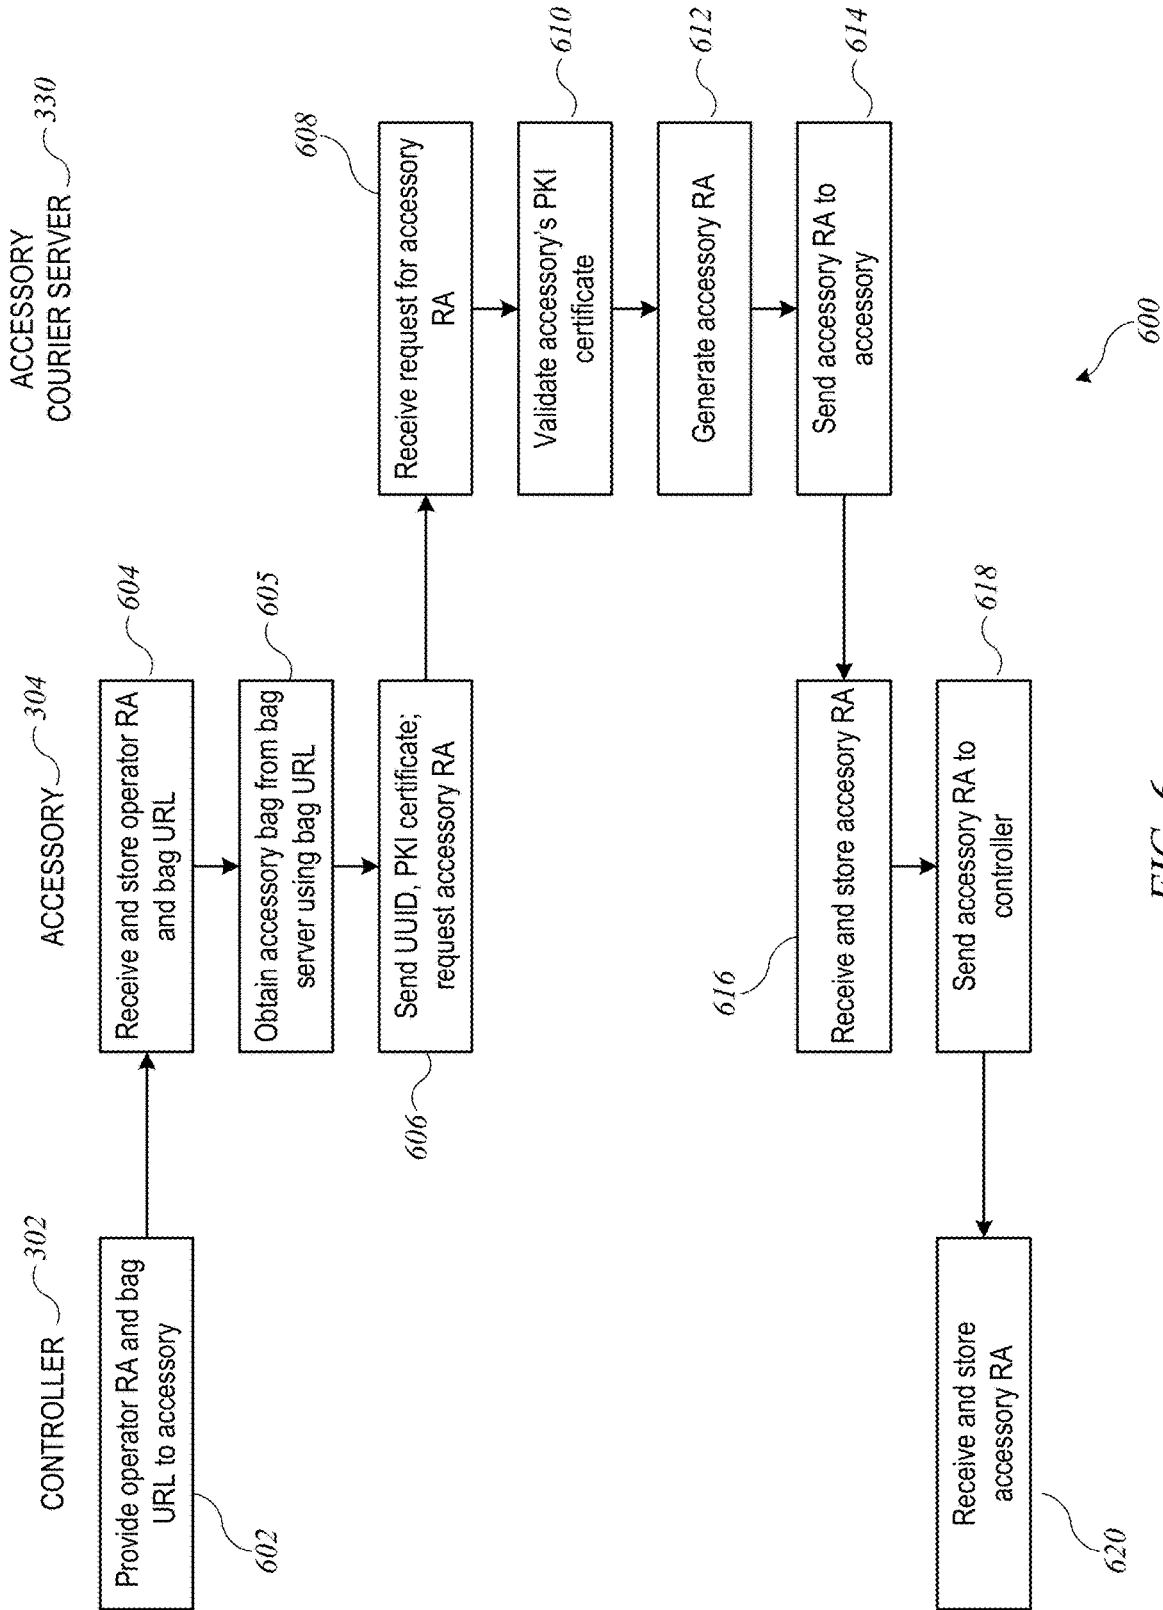 CONTROLLER 302
ACCESSORY 304
ACCESSORY
COURIER SERVER 330
Provide operator RA and bag
URL to accessory
602
Receive and store operator RA
and bag URL
604
Obtain accessory bag from bag
server using bag URL
605
Send UUID, PKI certificate;
request accessory RA
606
Receive request for accessory
RA
608
Validate accessory's PKI
certificate
610
Generate accessory RA
612
Send accessory RA to
accessory
614
Receive and store accesory RA
616
Send accessory RA to
controller
618
Receive and store
accessory RA
620
600
FIG. 6